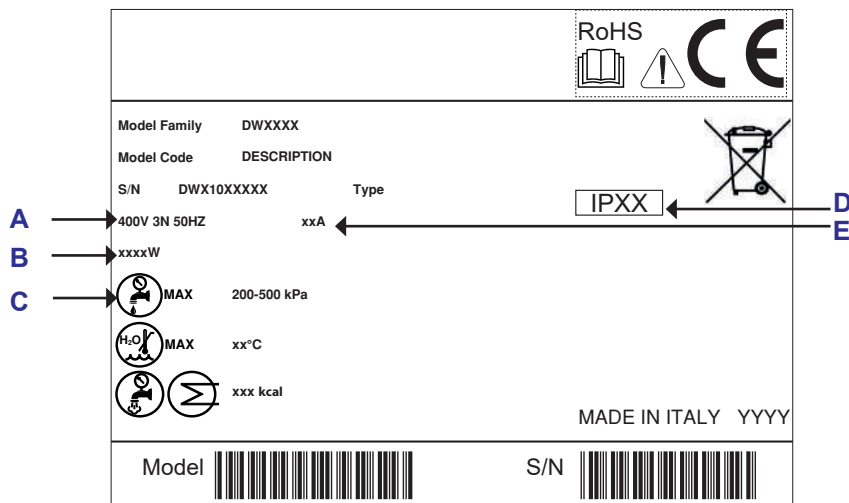 RoHS
CE
Model Family DWXXXX
Model Code DESCRIPTION
S/N DWX10XXXXX Type
IPXX
D
A
400V 3N 50HZ xxA
E
B
xxxxW
C
MAX 200-500 kPa
H₂O MAX xx°C
xxx kcal
MADE IN ITALY YYYY
Model S/N